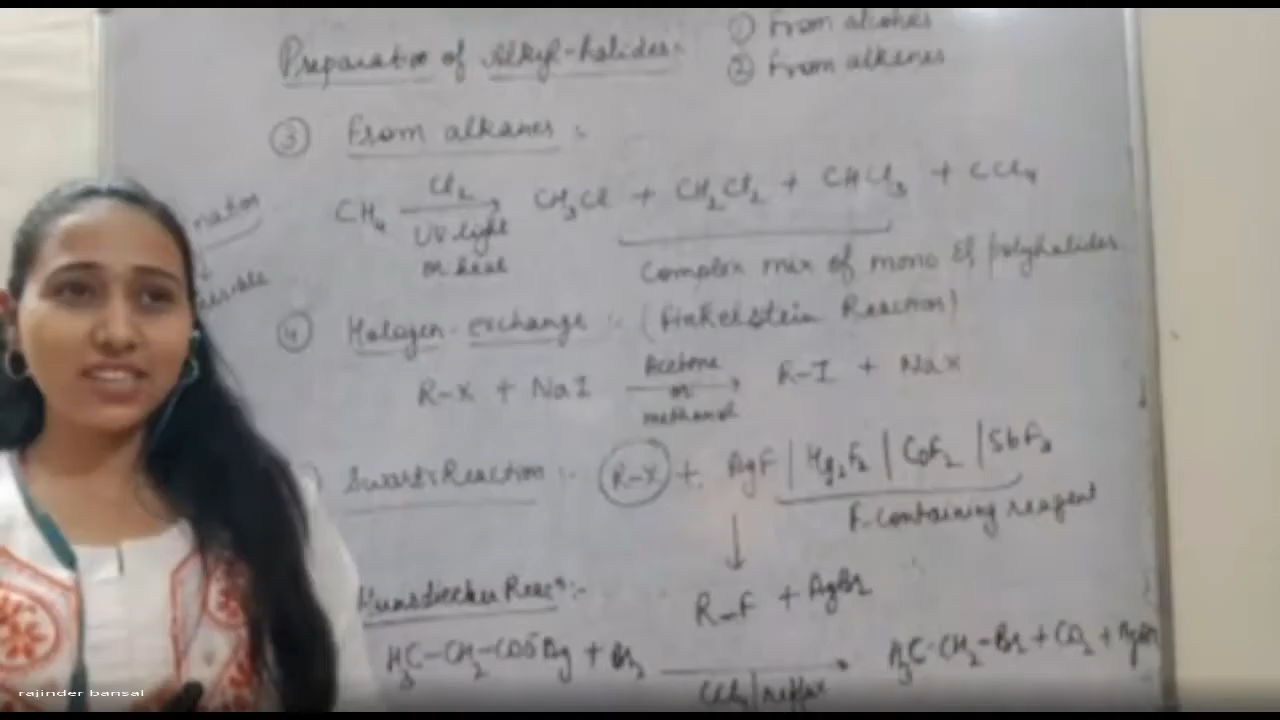 ① From alcohols
Preparation of Alkyl-halides:
② From alkenes
③ From alkanes :
CH₄ Cl₂ → CH₃Cl + CH₂Cl₂ + CHCl₃ + CCl₄
UV-light
or heat
Complex mix of mono & polyhalides
④ Halogen exchange :- (Finkelstein Reaction)
R-X + NaI Acetone or methanol → R-I + NaX
Swarts Reaction :- R-X + AgF | Hg₂F₂ | CoF₂ | SbF₃
F-containing reagent
↓
R-F + AgBr
Hunsdiecker Reacⁿ:-
H₃C-CH₂-COOAg + Br₂ → H₃C-CH₂-Br + CO₂ + AgBr
CCl₄ | reflux
rajinder bansal